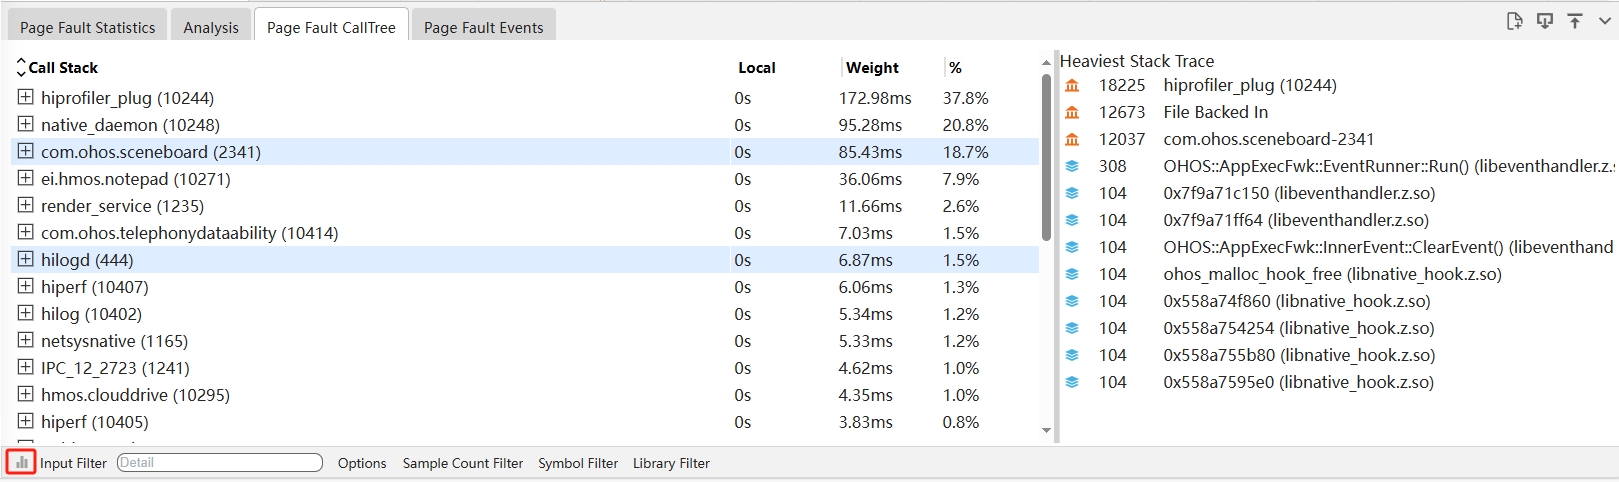 Page Fault Statistics Analysis Page Fault CallTree Page Fault Events
Call Stack Local Weight %
hiprofiler_plug (10244) 0s 172.98ms 37.8%
native_daemon (10248) 0s 95.28ms 20.8%
com.ohos.sceneboard (2341) 0s 85.43ms 18.7%
ei.hmos.notepad (10271) 0s 36.06ms 7.9%
render_service (1235) 0s 11.66ms 2.6%
com.ohos.telephonydataability (10414) 0s 7.03ms 1.5%
hilogd (444) 0s 6.87ms 1.5%
hiperf (10407) 0s 6.06ms 1.3%
hilog (10402) 0s 5.34ms 1.2%
netsysnative (1165) 0s 5.33ms 1.2%
IPC_12_2723 (1241) 0s 4.62ms 1.0%
hmos.clouddrive (10295) 0s 4.35ms 1.0%
hiperf (10405) 0s 3.83ms 0.8%
Heaviest Stack Trace
18225 hiprofiler_plug (10244)
12673 File Backed In
12037 com.ohos.sceneboard-2341
308 OHOS::AppExecFwk::EventRunner::Run() (libeventhandler.z.s
104 0x7f9a71c150 (libeventhandler.z.so)
104 0x7f9a71ff64 (libeventhandler.z.so)
104 OHOS::AppExecFwk::InnerEvent::ClearEvent() (libeventhand
104 ohos_malloc_hook_free (libnative_hook.z.so)
104 0x558a74f860 (libnative_hook.z.so)
104 0x558a754254 (libnative_hook.z.so)
104 0x558a755b80 (libnative_hook.z.so)
104 0x558a7595e0 (libnative_hook.z.so)
Input Filter Detail Options Sample Count Filter Symbol Filter Library Filter